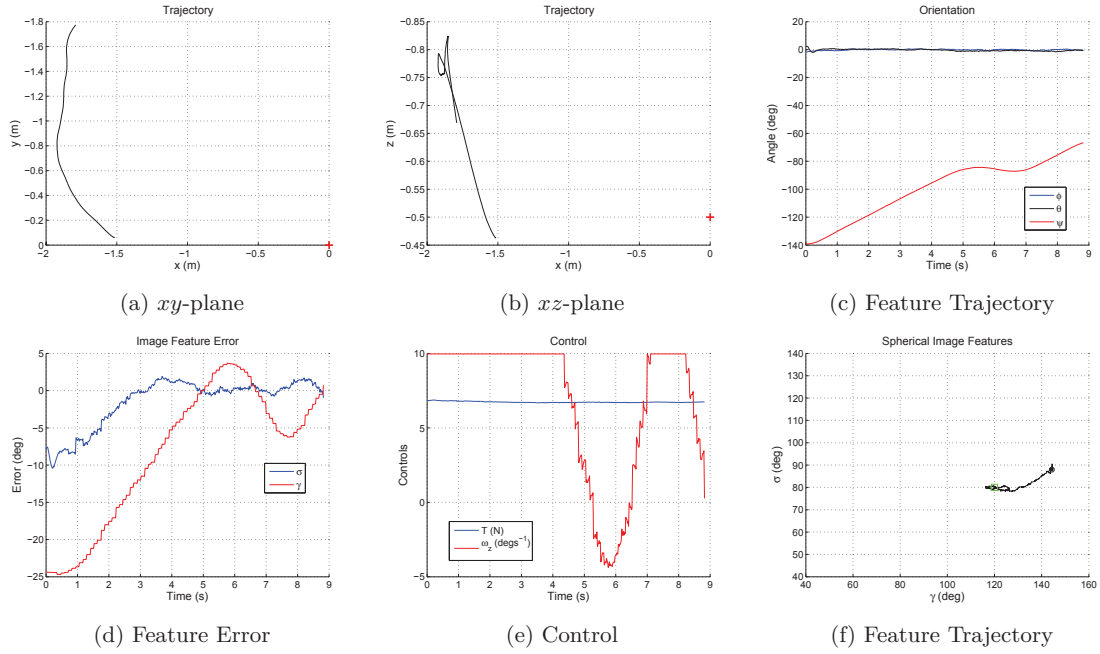 Trajectory
−1.8
−1.6
−1.4
−1.2
−1
−0.8
−0.6
−0.4
−0.2
0
y (m)
−2 −1.5 −1 −0.5 0
x (m)
(a) xy-plane
Trajectory
−0.8
−0.75
−0.7
−0.65
−0.6
−0.55
−0.5
−0.45
z (m)
−2 −1.5 −1 −0.5 0
x (m)
(b) xz-plane
Orientation
20
0
−20
−40
−60
−80
−100
−120
−140
Angle (deg)
ϕ
θ
ψ
0 1 2 3 4 5 6 7 8 9
Time (s)
(c) Feature Trajectory
Image Feature Error
5
0
−5
−10
−15
−20
−25
Error (deg)
σ
γ
0 1 2 3 4 5 6 7 8 9
Time (s)
(d) Feature Error
Control
10
5
0
−5
Controls
T (N)
ω_z (degs⁻¹)
0 1 2 3 4 5 6 7 8 9
Time (s)
(e) Control
Spherical Image Features
140
130
120
110
100
90
80
70
60
50
40
σ (deg)
40 60 80 100 120 140 160
γ (deg)
(f) Feature Trajectory